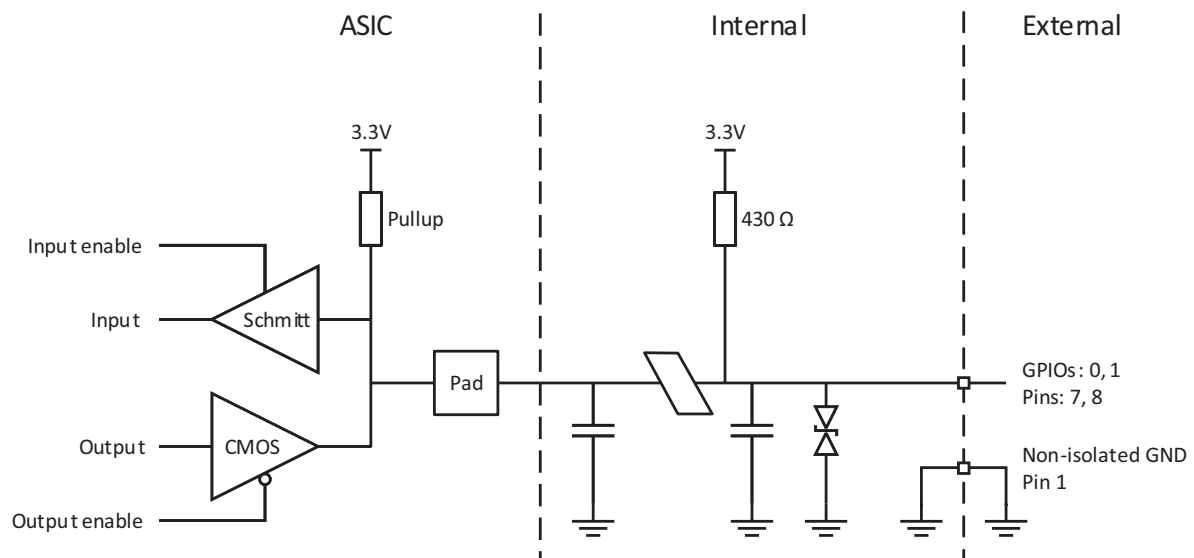 ASIC
Internal
External
3.3V
3.3V
Pullup
430 Ω
Input enable
Input
Schmitt
Pad
GPIOs: 0, 1
Pins: 7, 8
Output
CMOS
Non-isolated GND
Pin 1
Output enable